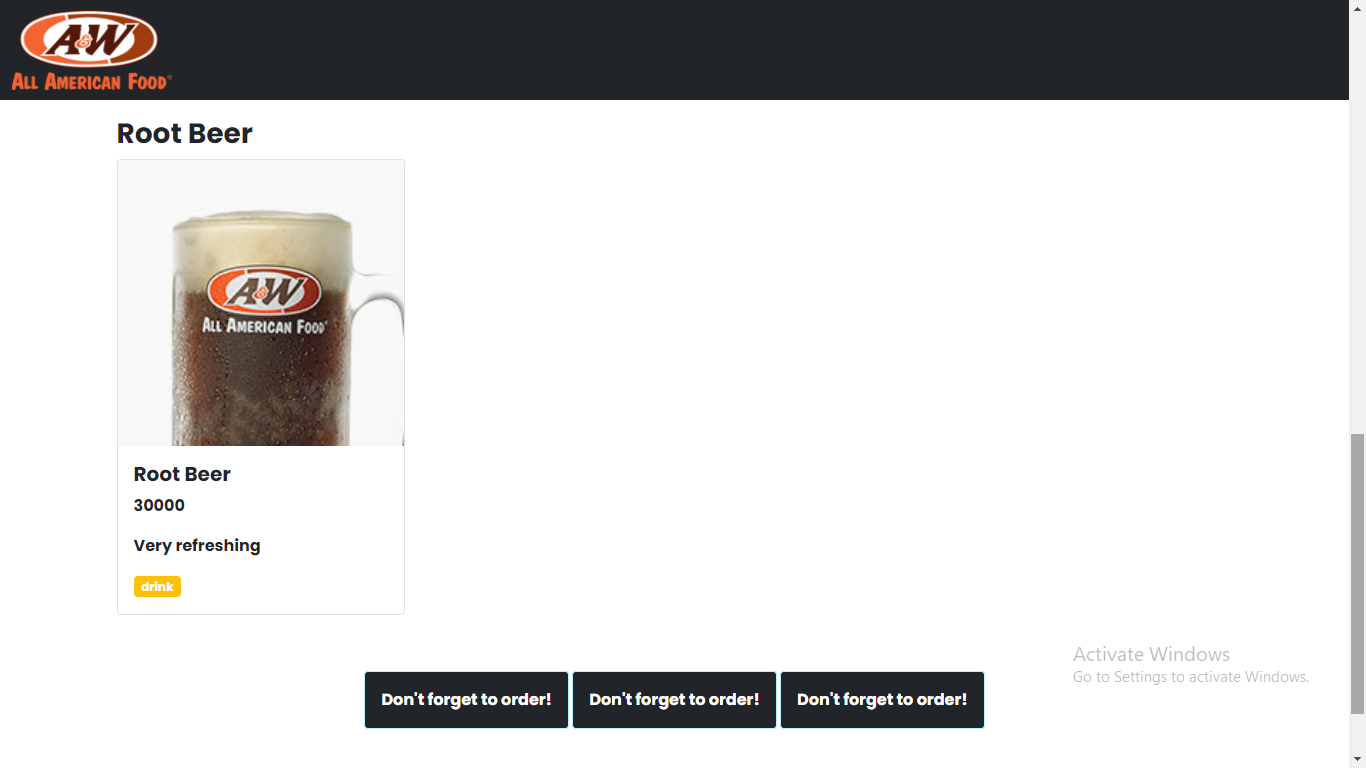 A&W
ALL AMERICAN FOOD®
Root Beer
A&W
ALL AMERICAN FOOD®
Root Beer
30000
Very refreshing
drink
Activate Windows
Go to Settings to activate Windows.
Don't forget to order! Don't forget to order! Don't forget to order!